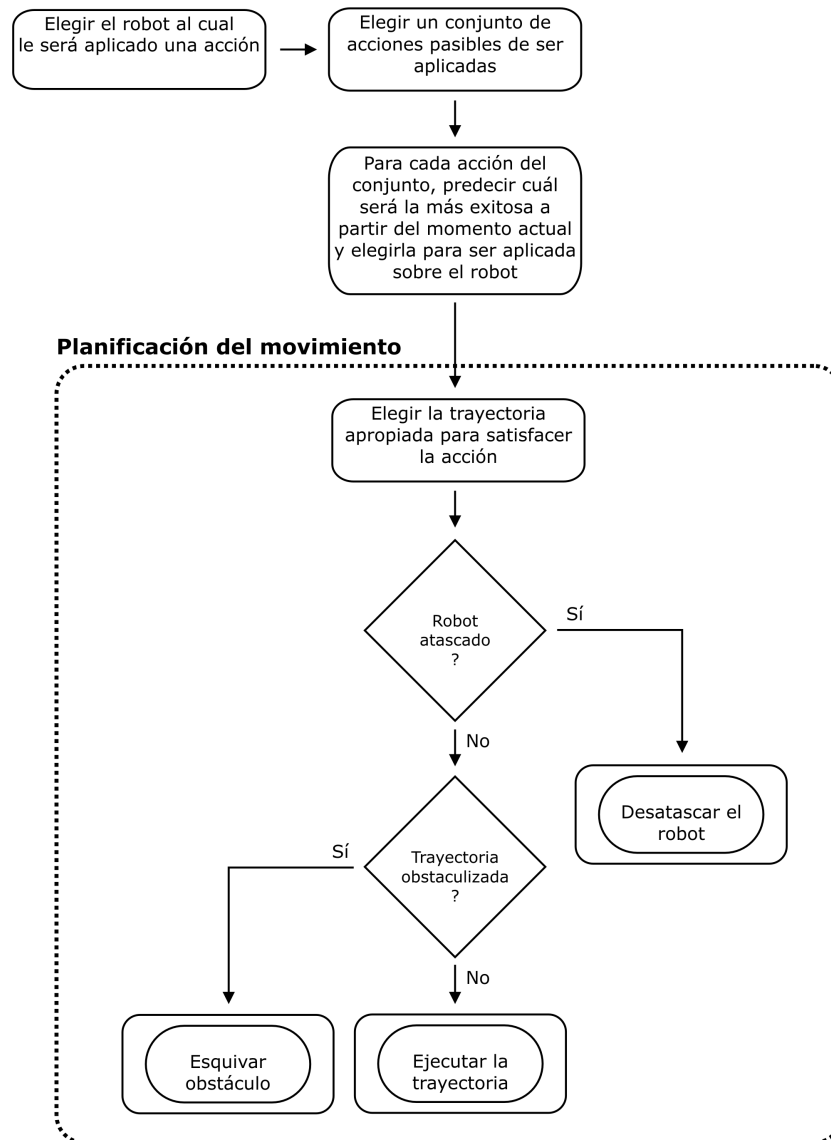 Elegir el robot al cual
le será aplicado una acción
Elegir un conjunto de
acciones pasibles de ser
aplicadas
Para cada acción del
conjunto, predecir cuál
será la más exitosa a
partir del momento actual
y elegirla para ser aplicada
sobre el robot
Planificación del movimiento
Elegir la trayectoria
apropiada para satisfacer
la acción
Robot
atascado
?
Sí
No
Desatascar el
robot
Trayectoria
obstaculizada
?
Sí
No
Esquivar
obstáculo
Ejecutar la
trayectoria